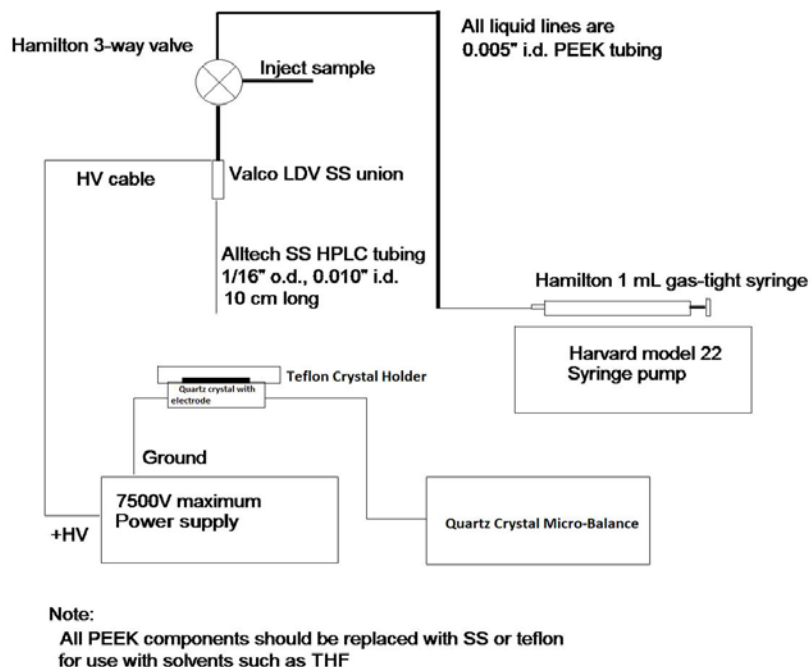 Hamilton 3-way valve
Inject sample
All liquid lines are
0.005" i.d. PEEK tubing
HV cable
Valco LDV SS union
Alltech SS HPLC tubing
1/16" o.d., 0.010" i.d.
10 cm long
Hamilton 1 mL gas-tight syringe
Harvard model 22
Syringe pump
Teflon Crystal Holder
Quartz crystal with
electrode
Ground
7500V maximum
Power supply
+HV
Quartz Crystal Micro-Balance
Note:
All PEEK components should be replaced with SS or teflon
for use with solvents such as THF